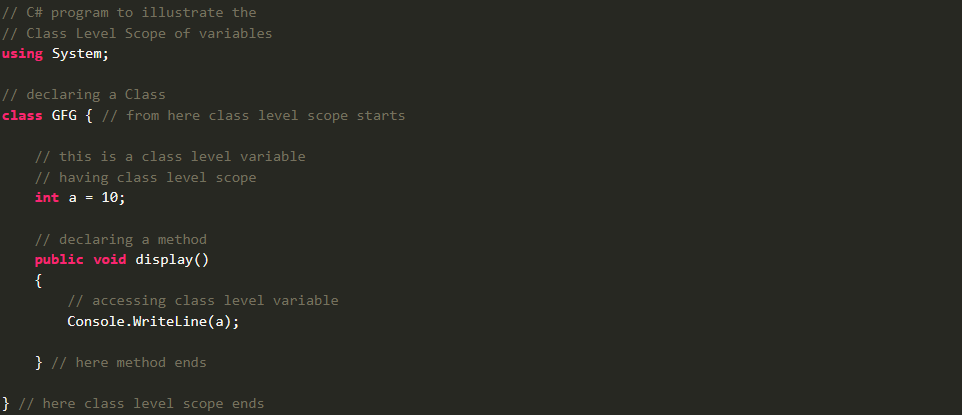 // C# program to illustrate the
// Class Level Scope of variables
using System;
// declaring a Class
class GFG { // from here class level scope starts
// this is a class level variable
// having class level scope
int a = 10;
// declaring a method
public void display()
{
// accessing class level variable
Console.WriteLine(a);
} // here method ends
} // here class level scope ends